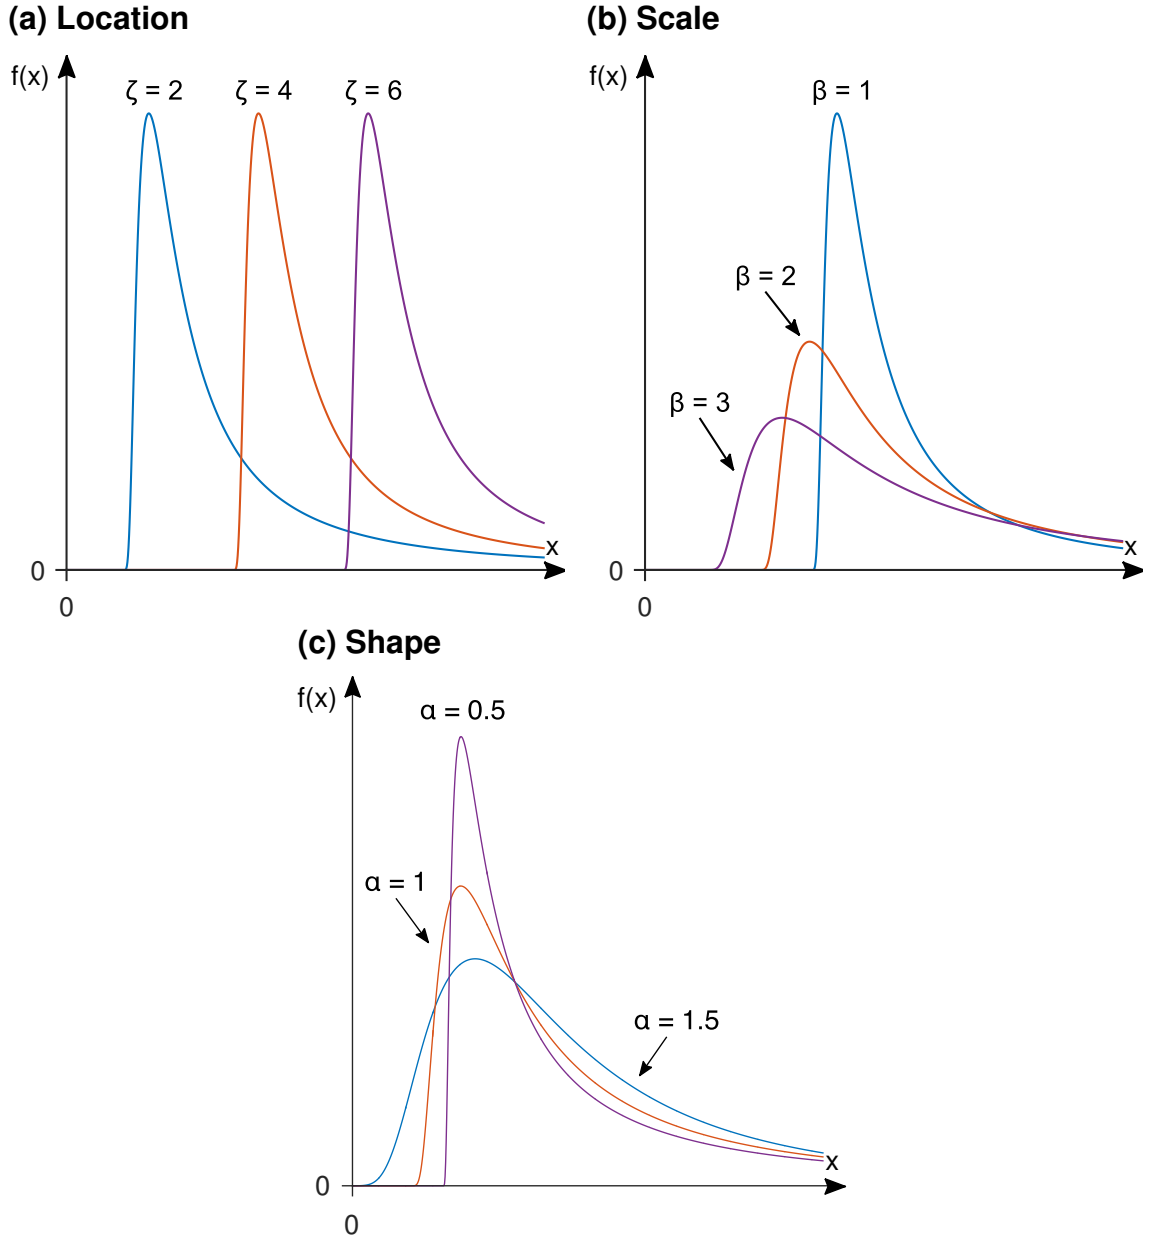 (a) Location
f(x)
ζ = 2
ζ = 4
ζ = 6
x
0
0
(b) Scale
f(x)
β = 1
β = 2
β = 3
x
0
0
(c) Shape
f(x)
α = 0.5
α = 1
α = 1.5
x
0
0